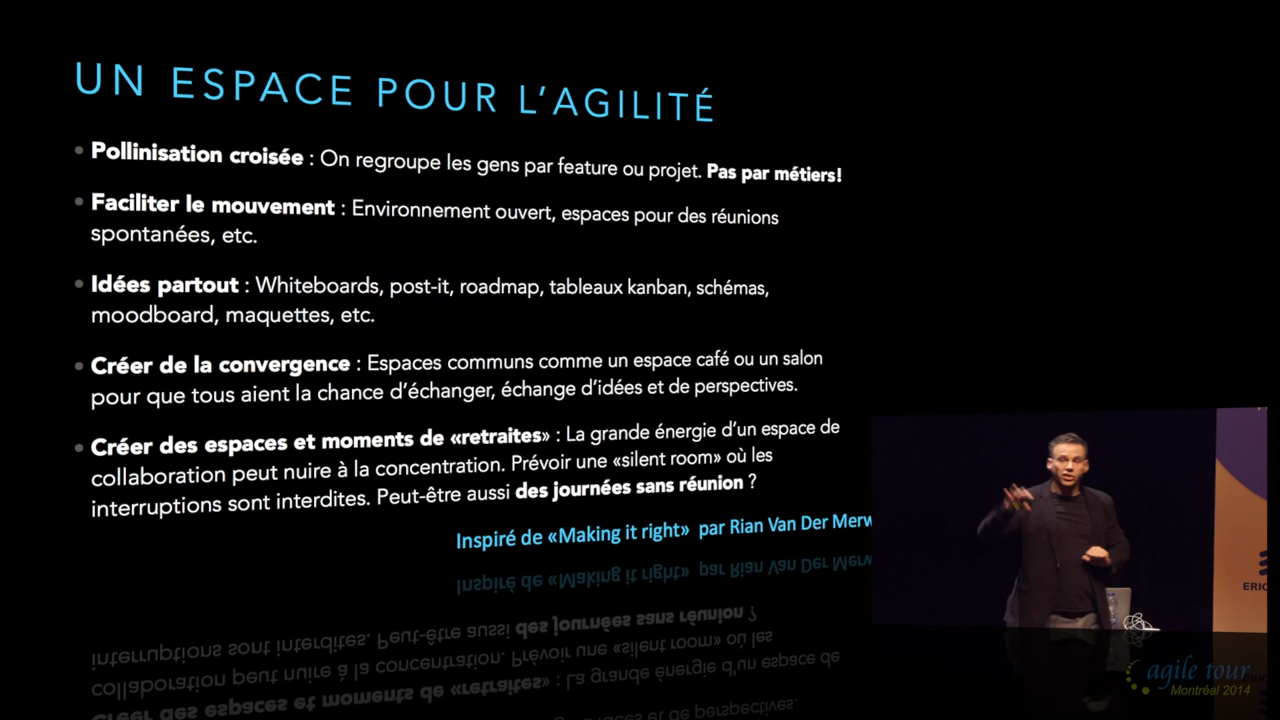 UN ESPACE POUR L'AGILITÉ
• Pollinisation croisée : On regroupe les gens par feature ou projet. Pas par métiers!
• Faciliter le mouvement : Environnement ouvert, espaces pour des réunions
spontanées, etc.
• Idées partout : Whiteboards, post-it, roadmap, tableaux kanban, schémas,
moodboard, maquettes, etc.
• Créer de la convergence : Espaces communs comme un espace café ou un salon
pour que tous aient la chance d'échanger, échange d'idées et de perspectives.
• Créer des espaces et moments de «retraites» : La grande énergie d'un espace de
collaboration peut nuire à la concentration. Prévoir une «silent room» où les
interruptions sont interdites. Peut-être aussi des journées sans réunion ?
Inspiré de «Making it right» par Rian Van Der Merw
ERIC
agile tour
Montréal 2014